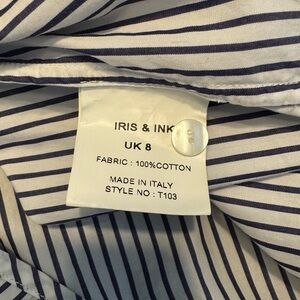 IRIS & INK
UK 8
FABRIC : 100%COTTON
MADE IN ITALY
STYLE NO : T103